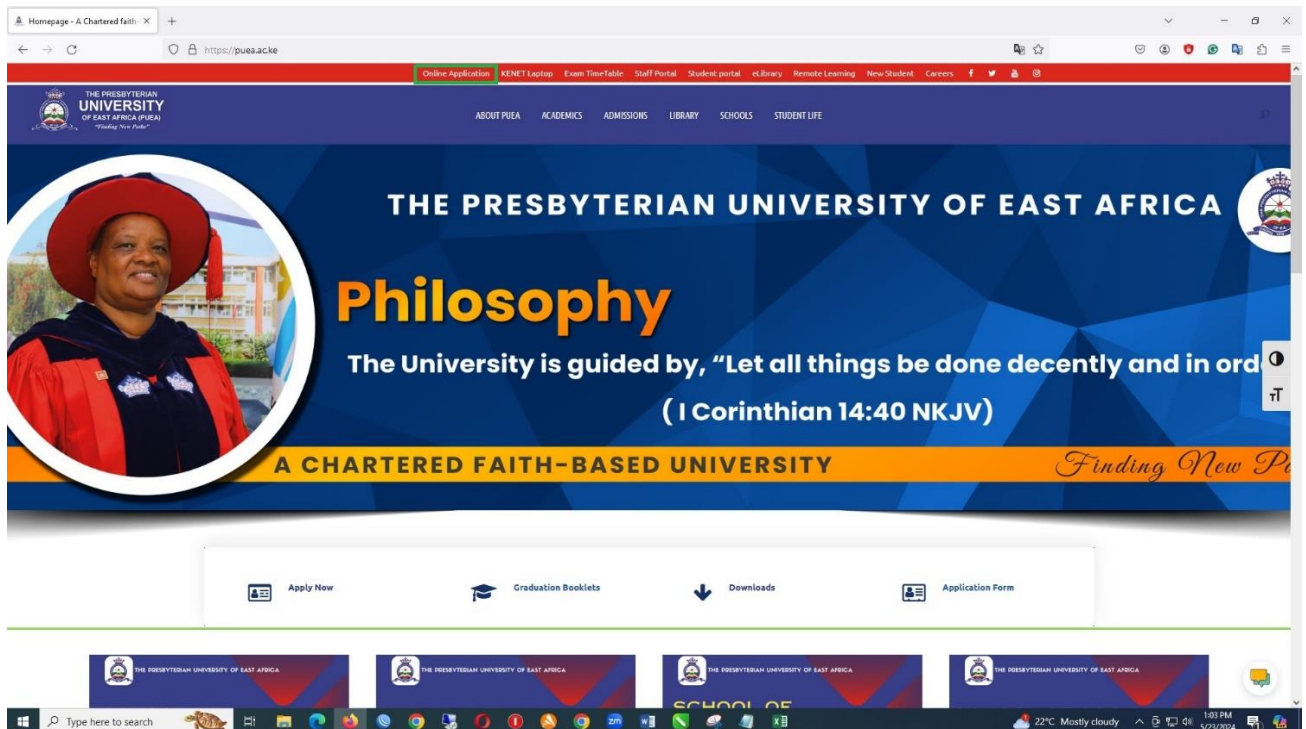 Homepage - A Chartered faith-
https://puea.ac.ke
Online Application KENET Laptop Exam TimeTable Staff Portal Student portal eLibrary Remote Learning New Student Careers
THE PRESBYTERIAN
UNIVERSITY
OF EAST AFRICA (PUEA)
"Finding New Paths"
ABOUT PUEA ACADEMICS ADMISSIONS LIBRARY SCHOOLS STUDENT LIFE
THE PRESBYTERIAN UNIVERSITY OF EAST AFRICA
Philosophy
The University is guided by, “Let all things be done decently and in ord
( I Corinthian 14:40 NKJV)
A CHARTERED FAITH-BASED UNIVERSITY
Finding New Pa
Apply Now Graduation Booklets Downloads Application Form
THE PRESBYTERIAN UNIVERSITY OF EAST AFRICA
THE PRESBYTERIAN UNIVERSITY OF EAST AFRICA
THE PRESBYTERIAN UNIVERSITY OF EAST AFRICA
THE PRESBYTERIAN UNIVERSITY OF EAST AFRICA
SCHOOL OF
Type here to search
22°C Mostly cloudy
1:03 PM
5/23/2024